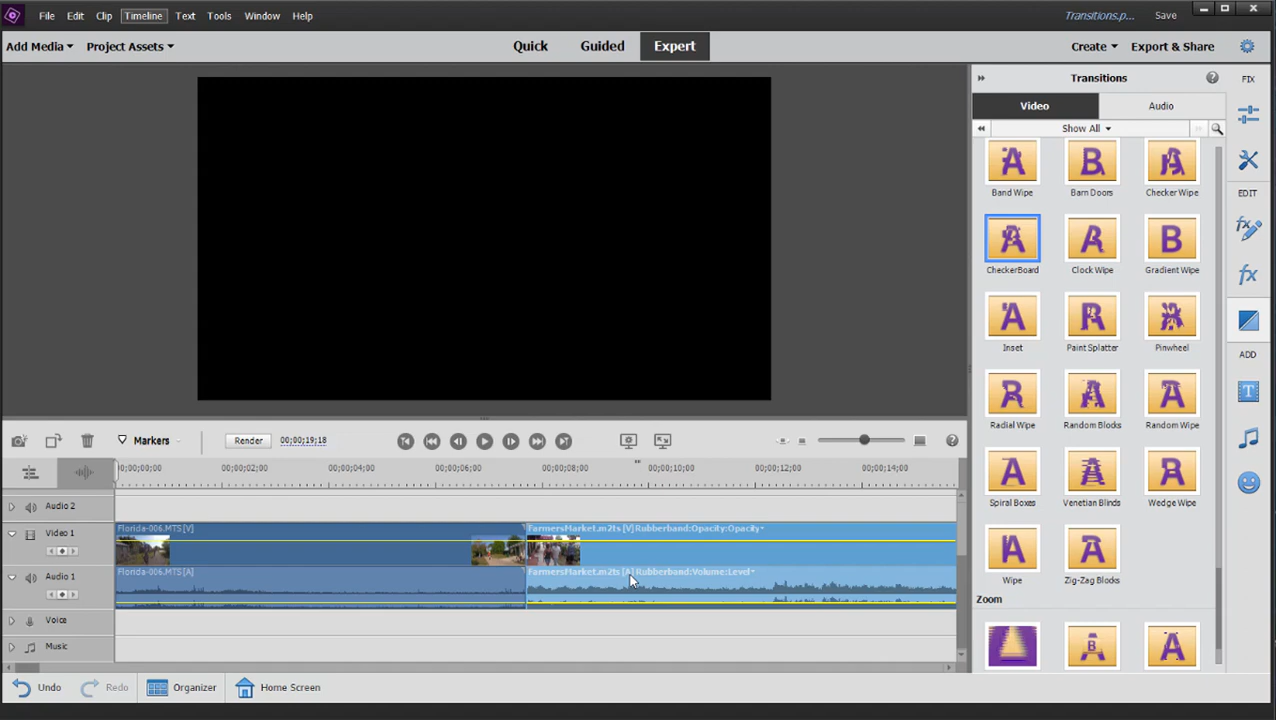 File Edit Clip Timeline Text Tools Window Help Transitions.p... Save
Add Media Project Assets Quick Guided Expert Create Export & Share
Transitions FIX
Video Audio
Show All
Band Wipe Barn Doors Checker Wipe
EDIT
CheckerBoard Clock Wipe Gradient Wipe
Inset Paint Splatter Pinwheel
ADD
Radial Wipe Random Blocks Random Wipe
Spiral Boxes Venetian Blinds Wedge Wipe
Wipe Zig-Zag Blocks
Zoom
Markers Render 00;00;19;18
;00;00;00 00;00;02;00 00;00;04;00 00;00;06;00 00;00;08;00 00;00;10;00 00;00;12;00 00;00;14;00
Audio 2
Video 1 Florida-006.MTS [V] FarmersMarket.m2ts [V] Rubberband:Opacity:Opacity
Audio 1 Florida-006.MTS [A] FarmersMarket.m2ts [A] Rubberband:Volume:Level
Voice
Music
Undo Redo Organizer Home Screen